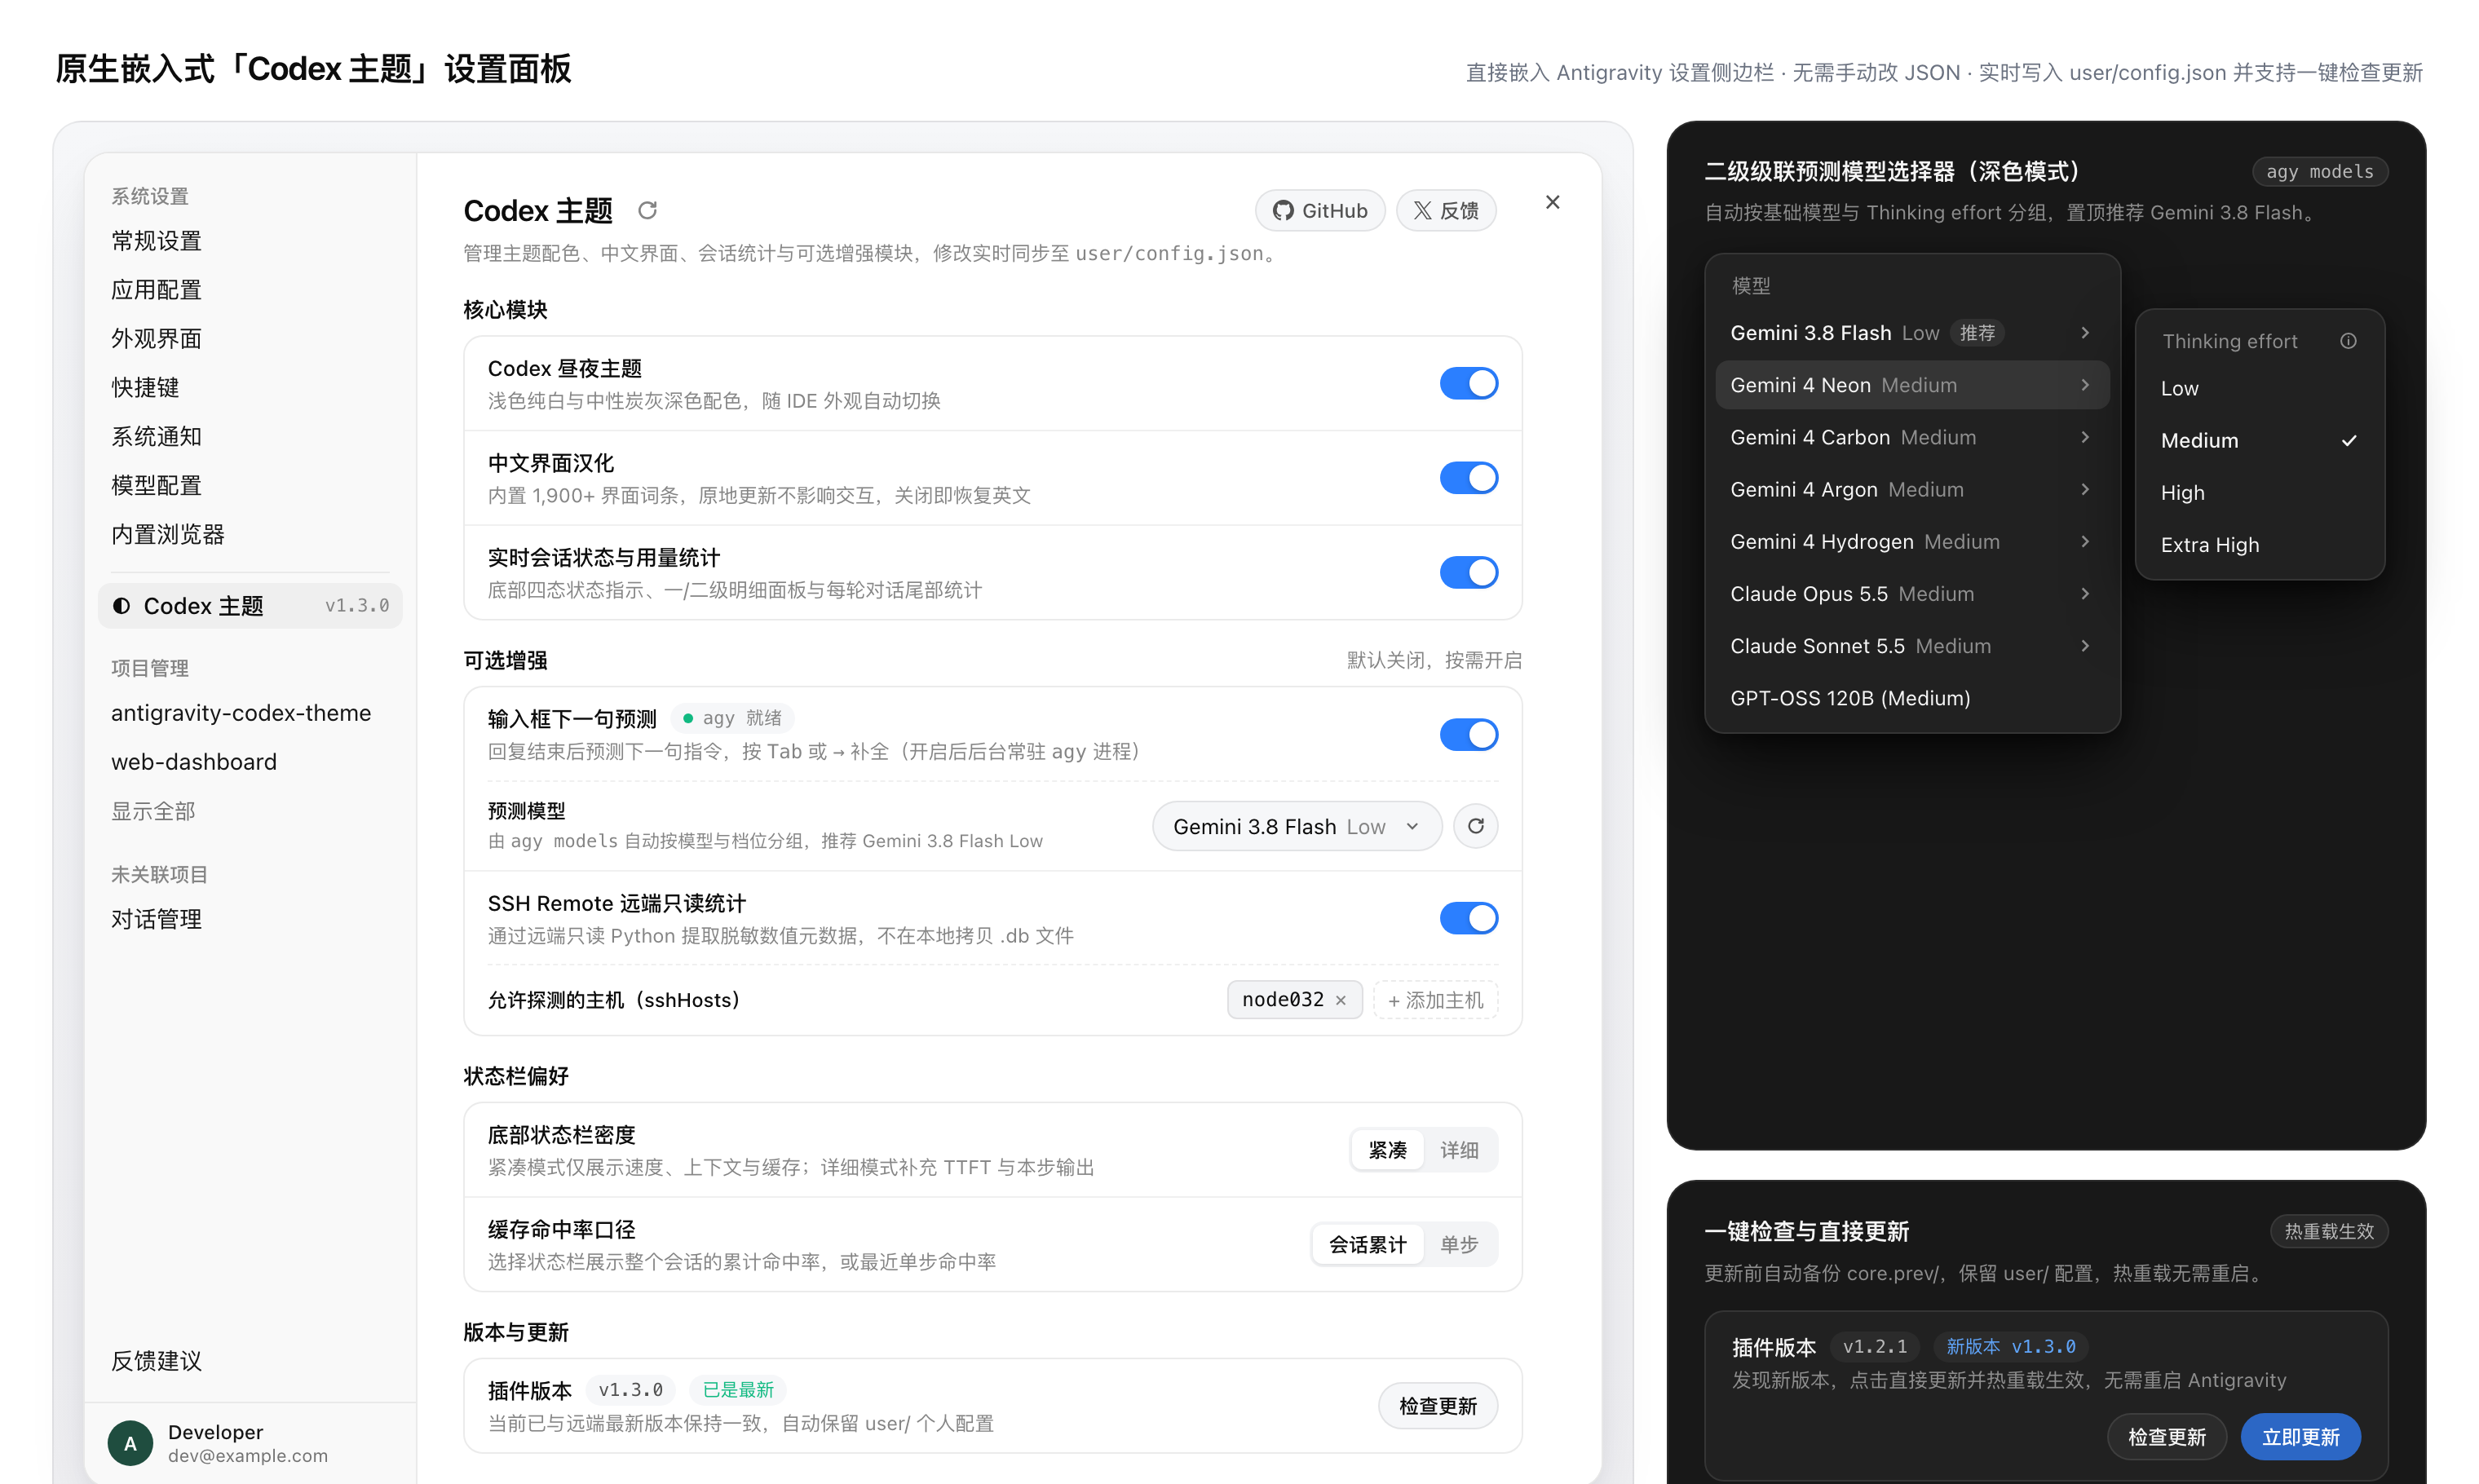 原生嵌入式「Codex 主题」设置面板
直接嵌入 Antigravity 设置侧边栏 · 无需手动改 JSON · 实时写入 user/config.json 并支持一键检查更新
系统设置
常规设置
应用配置
外观界面
快捷键
系统通知
模型配置
内置浏览器
Codex 主题 v1.3.0
项目管理
antigravity-codex-theme
web-dashboard
显示全部
未关联项目
对话管理
反馈建议
A
Developer
dev@example.com
Codex 主题
GitHub
反馈
管理主题配色、中文界面、会话统计与可选增强模块，修改实时同步至 user/config.json。
核心模块
Codex 昼夜主题
浅色纯白与中性炭灰深色配色，随 IDE 外观自动切换
中文界面汉化
内置 1,900+ 界面词条，原地更新不影响交互，关闭即恢复英文
实时会话状态与用量统计
底部四态状态指示、一/二级明细面板与每轮对话尾部统计
可选增强
默认关闭，按需开启
输入框下一句预测 agy 就绪
回复结束后预测下一句指令，按 Tab 或 → 补全（开启后后台常驻 agy 进程）
预测模型
由 agy models 自动按模型与档位分组，推荐 Gemini 3.8 Flash Low
Gemini 3.8 Flash Low
SSH Remote 远端只读统计
通过远端只读 Python 提取脱敏数值元数据，不在本地拷贝 .db 文件
允许探测的主机（sshHosts）
node032 ×
+ 添加主机
状态栏偏好
底部状态栏密度
紧凑模式仅展示速度、上下文与缓存；详细模式补充 TTFT 与本步输出
紧凑 详细
缓存命中率口径
选择状态栏展示整个会话的累计命中率，或最近单步命中率
会话累计 单步
版本与更新
插件版本 v1.3.0 已是最新
当前已与远端最新版本保持一致，自动保留 user/ 个人配置
检查更新
二级级联预测模型选择器（深色模式）
agy models
自动按基础模型与 Thinking effort 分组，置顶推荐 Gemini 3.8 Flash。
模型
Gemini 3.8 Flash Low 推荐
Gemini 4 Neon Medium
Gemini 4 Carbon Medium
Gemini 4 Argon Medium
Gemini 4 Hydrogen Medium
Claude Opus 5.5 Medium
Claude Sonnet 5.5 Medium
GPT-OSS 120B (Medium)
Thinking effort
Low
Medium
High
Extra High
一键检查与直接更新
热重载生效
更新前自动备份 core.prev/，保留 user/ 配置，热重载无需重启。
插件版本 v1.2.1 新版本 v1.3.0
发现新版本，点击直接更新并热重载生效，无需重启 Antigravity
检查更新
立即更新